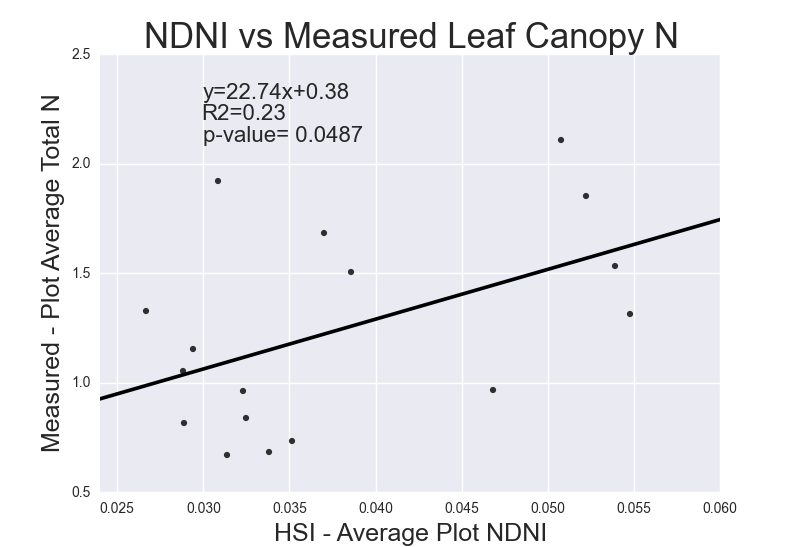 NDNI vs Measured Leaf Canopy N
y=22.74x+0.38
R2=0.23
p-value= 0.0487
Measured - Plot Average Total N
2.5
2.0
1.5
1.0
0.5
0.025 0.030 0.035 0.040 0.045 0.050 0.055 0.060
HSI - Average Plot NDNI